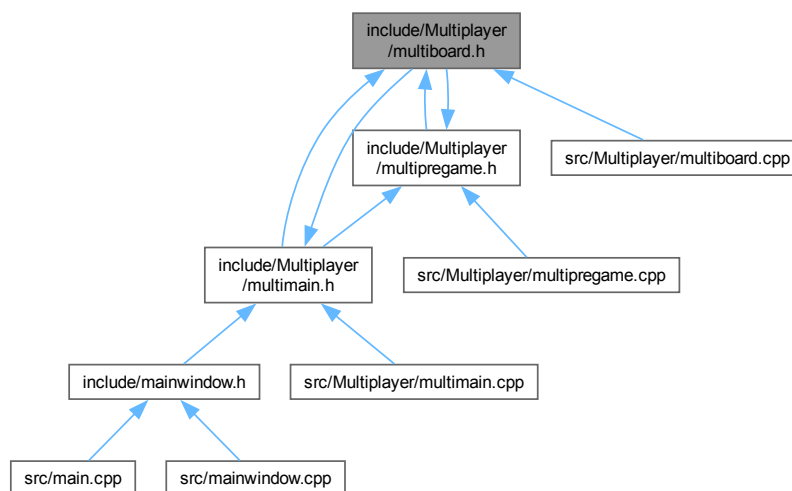 include/Multiplayer
/multiboard.h
include/Multiplayer
/multipregame.h
src/Multiplayer/multiboard.cpp
include/Multiplayer
/multimain.h
src/Multiplayer/multipregame.cpp
include/mainwindow.h
src/Multiplayer/multimain.cpp
src/main.cpp
src/mainwindow.cpp